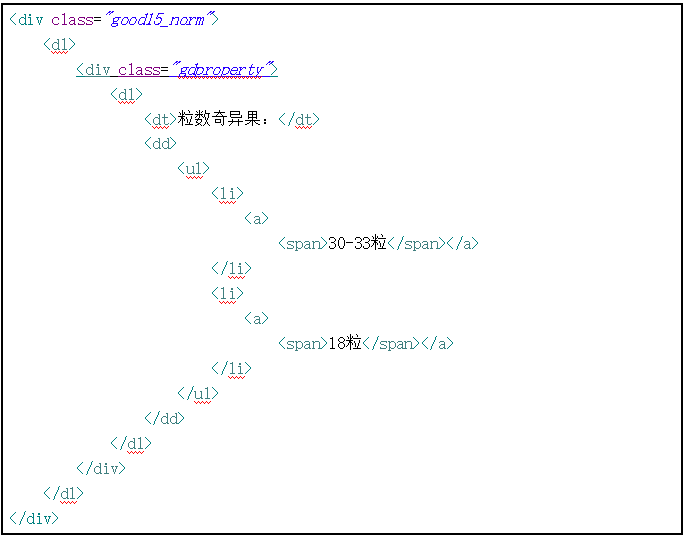 <div class="good15_norm">
<dl>
<div class="gdproperty">
<dl>
<dt>粒数奇异果：</dt>
<dd>
<ul>
<li>
<a>
<span>30-33粒</span></a>
</li>
<li>
<a>
<span>18粒</span></a>
</li>
</ul>
</dd>
</dl>
</div>
</dl>
</div>